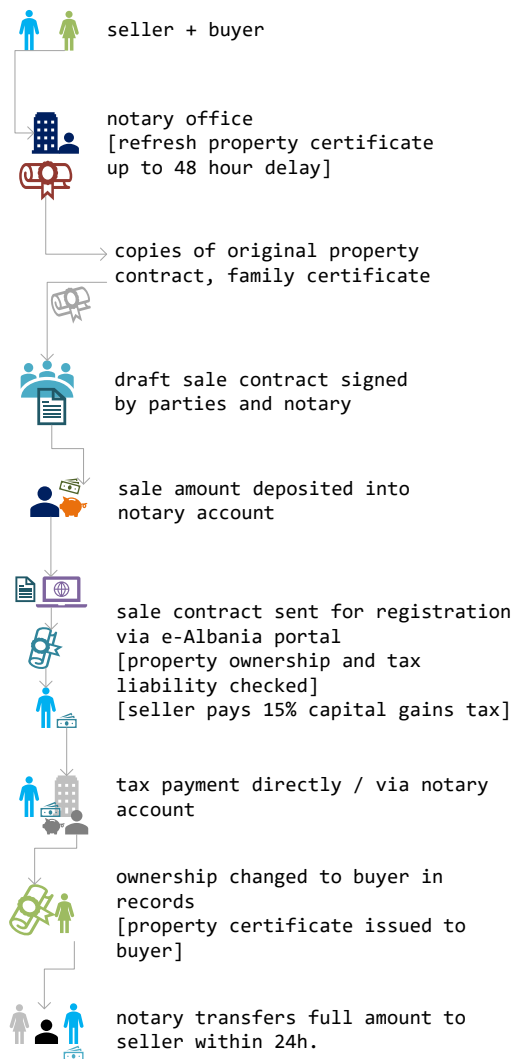 seller + buyer
notary office
[refresh property certificate
up to 48 hour delay]
copies of original property
contract, family certificate
draft sale contract signed
by parties and notary
sale amount deposited into
notary account
sale contract sent for registration
via e-Albania portal
[property ownership and tax
liability checked]
[seller pays 15% capital gains tax]
tax payment directly / via notary
account
ownership changed to buyer in
records
[property certificate issued to
buyer]
notary transfers full amount to
seller within 24h.